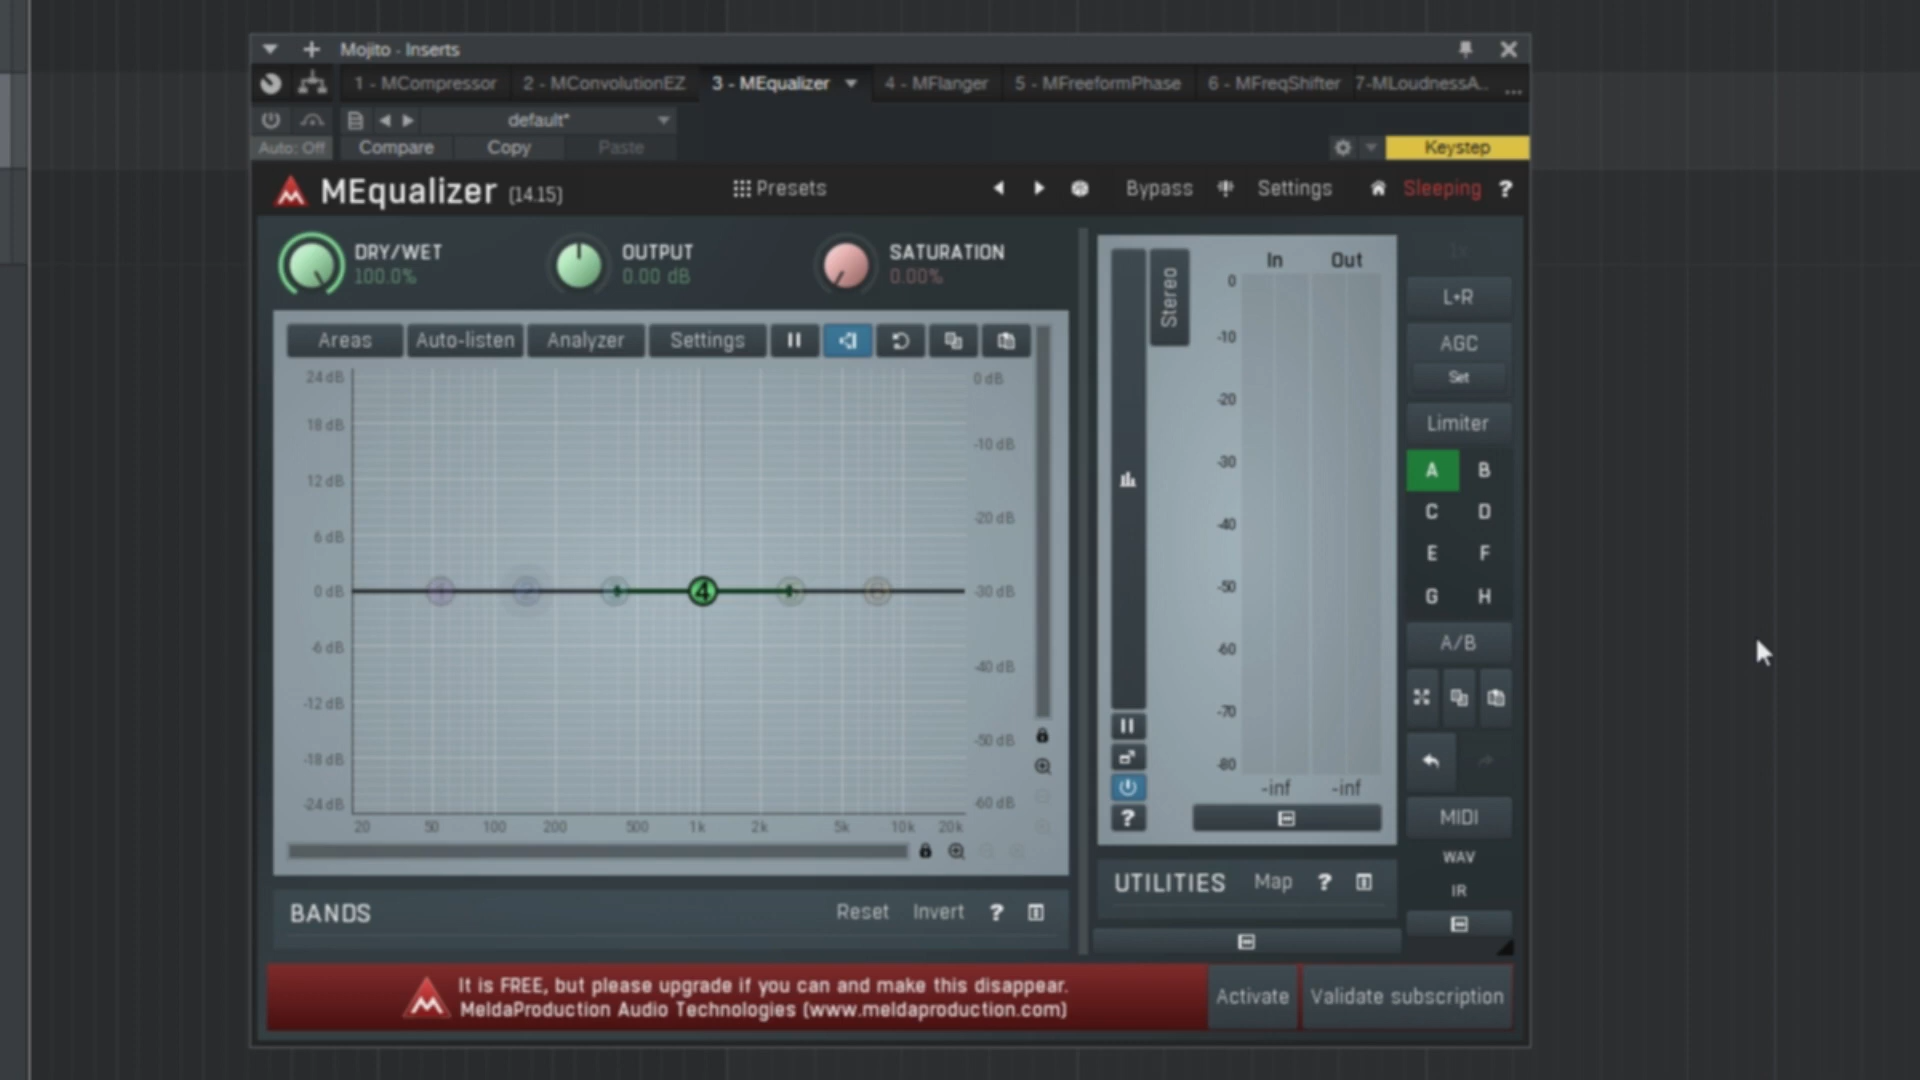 Mojito - Inserts
1 - MCompressor 2 - MConvolutionEZ 3 - MEqualizer 4 - MFlanger 5 - MFreeformPhase 6 - MFreqShifter 7-MLoudnessA.. ...
default*
Auto: Off Compare Copy Paste Keystep
MEqualizer (14.15) Presets Bypass Settings Sleeping ?
DRY/WET 100.0% OUTPUT 0.00 dB SATURATION 0.00%
Areas Auto-listen Analyzer Settings
24 dB
18 dB
12 dB
6 dB
0 dB
-6 dB
-12 dB
-18 dB
-24 dB
4
0 dB
-10 dB
-20 dB
-30 dB
-40 dB
-50 dB
-60 dB
20 50 100 200 500 1k 2k 5k 10k 20k
BANDS Reset Invert ?
Stereo
In Out
0
-10
-20
-30
-40
-50
-60
-70
-80
-inf -inf
?
UTILITIES Map ?
L+R
AGC
Set
Limiter
A B
C D
E F
G H
A/B
MIDI
WAV
IR
It is FREE, but please upgrade if you can and make this disappear.
MeldaProduction Audio Technologies (www.meldaproduction.com)
Activate Validate subscription